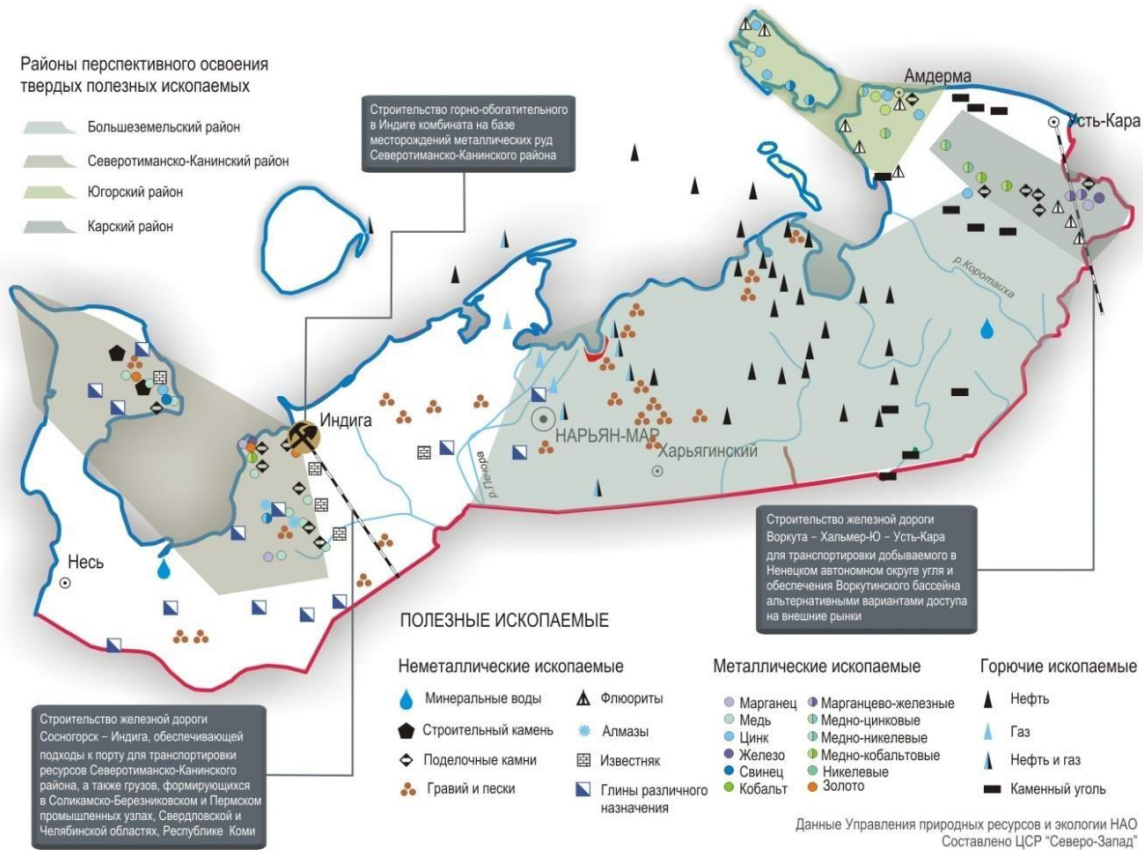 Районы перспективного освоения
твердых полезных ископаемых
Большеземельский район
Северотиманско-Канинский район
Югорский район
Карский район
Строительство горно-обогатительного
в Индиге комбината на базе
месторождений металлических руд
Северотиманско-Канинского района
Амдерма
Усть-Кара
р.Коротаиха
Индига
НАРЬЯН-МАР
Харьягинский
р.Печора
Несь
Строительство железной дороги
Воркута – Хальмер-Ю – Усть-Кара
для транспортировки добываемого в
Ненецком автономном округе угля и
обеспечения Воркутинского бассейна
альтернативными вариантами доступа
на внешние рынки
Строительство железной дороги
Сосногорск – Индига, обеспечивающей
подходы к порту для транспортировки
ресурсов Северотиманско-Канинского
района, а также грузов, формирующихся
в Соликамско-Березниковском и Пермском
промышленных узлах, Свердловской и
Челябинской областях, Республике Коми
ПОЛЕЗНЫЕ ИСКОПАЕМЫЕ
Неметаллические ископаемые
Минеральные воды
Строительный камень
Поделочные камни
Гравий и пески
Флюориты
Алмазы
Известняк
Глины различного
назначения
Металлические ископаемые
Марганец
Медь
Цинк
Железо
Свинец
Кобальт
Марганцево-железные
Медно-цинковые
Медно-никелевые
Медно-кобальтовые
Никелевые
Золото
Горючие ископаемые
Нефть
Газ
Нефть и газ
Каменный уголь
Данные Управления природных ресурсов и экологии НАО
Составлено ЦСР "Северо-Запад"